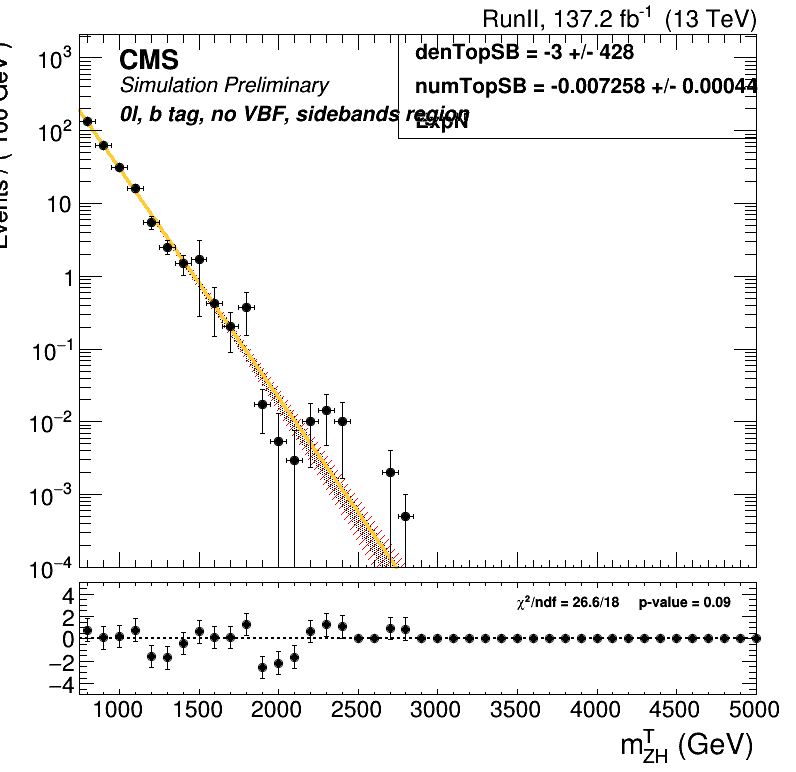 RunII, 137.2 fb⁻¹ (13 TeV)
CMS
Simulation Preliminary
0l, b tag, no VBF, sidebands region
denTopSB = -3 +/- 428
numTopSB = -0.007258 +/- 0.00044
ExpN
Events / ( 100 GeV )
10³
10²
10
1
10⁻¹
10⁻²
10⁻³
10⁻⁴
χ²/ndf = 26.6/18 p-value = 0.09
4
2
0
−2
−4
1000 1500 2000 2500 3000 3500 4000 4500 5000
m^T_ZH (GeV)